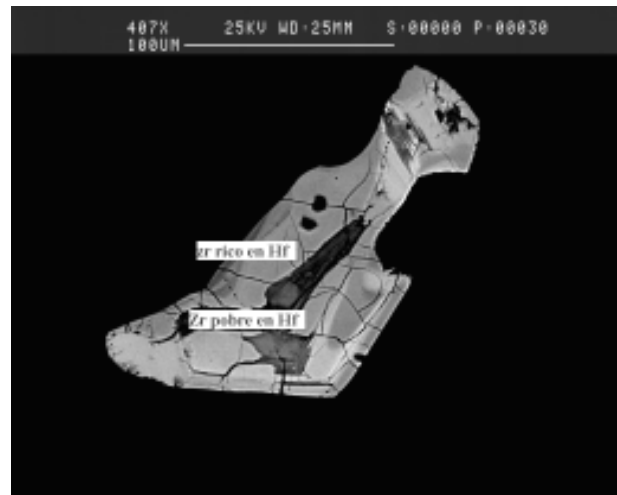 407X 25KV WD:25MM S:00000 P:00030
100UM
zr rico en Hf
Zr pobre en Hf